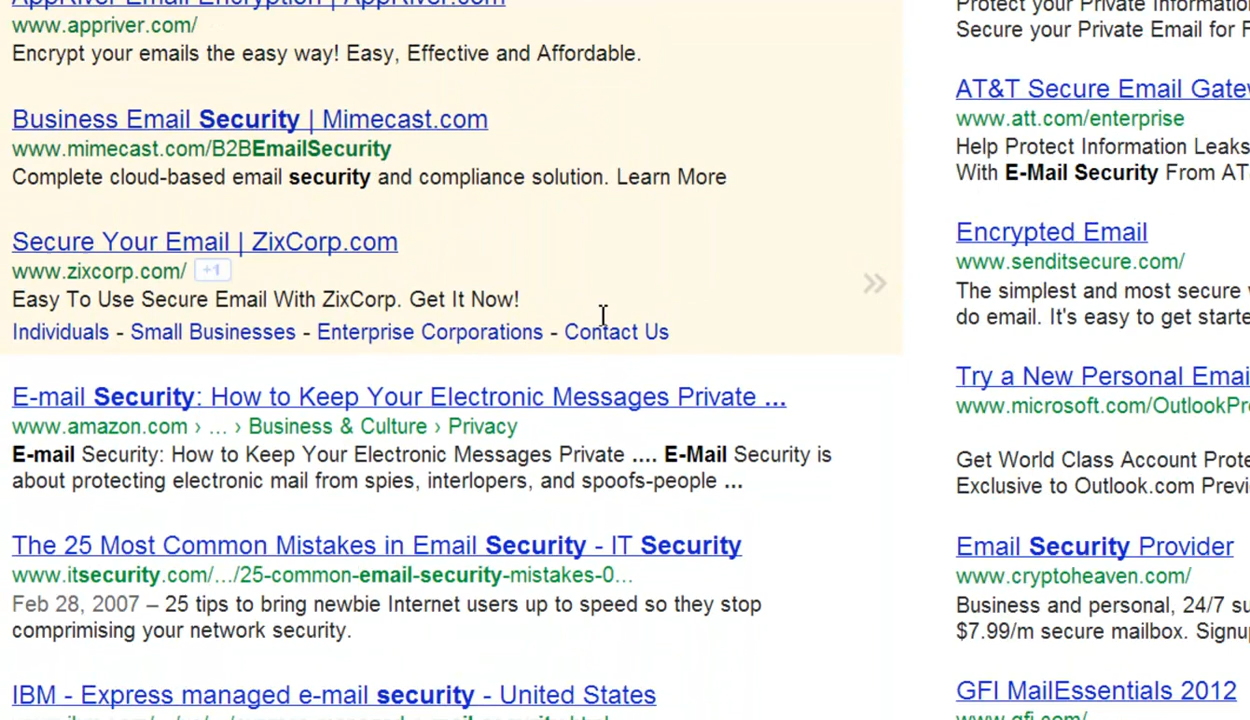 AppRiver Email Encryption | AppRiver.com
www.appriver.com/
Encrypt your emails the easy way! Easy, Effective and Affordable.
Business Email Security | Mimecast.com
www.mimecast.com/B2BEmailSecurity
Complete cloud-based email security and compliance solution. Learn More
Secure Your Email | ZixCorp.com
www.zixcorp.com/ +1
Easy To Use Secure Email With ZixCorp. Get It Now!
Individuals - Small Businesses - Enterprise Corporations - Contact Us
E-mail Security: How to Keep Your Electronic Messages Private ...
www.amazon.com › ... › Business & Culture › Privacy
E-mail Security: How to Keep Your Electronic Messages Private .... E-Mail Security is
about protecting electronic mail from spies, interlopers, and spoofs-people ...
The 25 Most Common Mistakes in Email Security - IT Security
www.itsecurity.com/.../25-common-email-security-mistakes-0...
Feb 28, 2007 – 25 tips to bring newbie Internet users up to speed so they stop
comprimising your network security.
IBM - Express managed e-mail security - United States
Protect your Private Information
Secure your Private Email for F
AT&T Secure Email Gatew
www.att.com/enterprise
Help Protect Information Leaks
With E-Mail Security From AT
Encrypted Email
www.senditsecure.com/
The simplest and most secure
do email. It's easy to get starte
Try a New Personal Emai
www.microsoft.com/OutlookPr
Get World Class Account Prote
Exclusive to Outlook.com Previ
Email Security Provider
www.cryptoheaven.com/
Business and personal, 24/7 su
$7.99/m secure mailbox. Signu
GFI MailEssentials 2012
www.gfi.com/